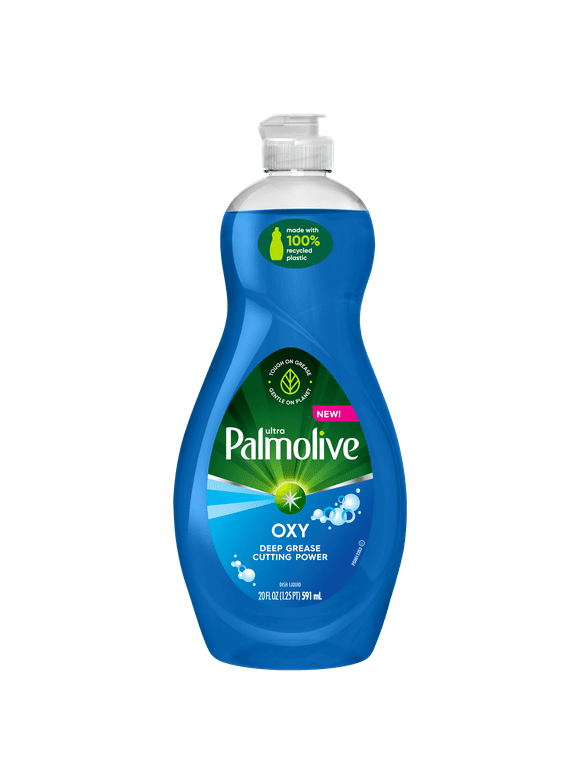 made with
100%
recycled
plastic
TOUGH ON GREASE
GENTLE ON PLANET
NEW!
ultra
Palmolive
OXY
DEEP GREASE
CUTTING POWER
DISH LIQUID
20 FL OZ (1.25 PT) 591 mL